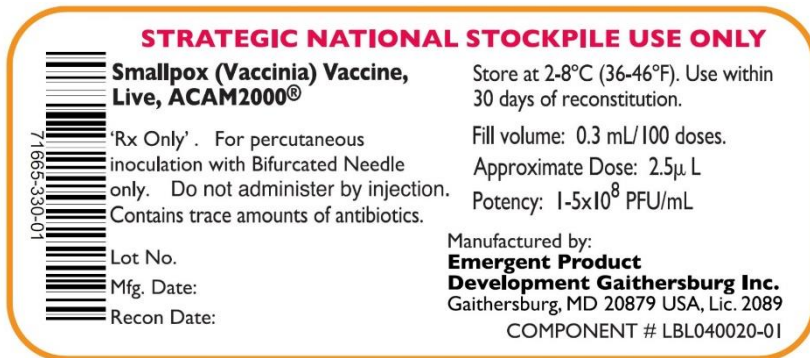 STRATEGIC NATIONAL STOCKPILE USE ONLY
71665-330-01
Smallpox (Vaccinia) Vaccine,
Live, ACAM2000®
'Rx Only' . For percutaneous
inoculation with Bifurcated Needle
only. Do not administer by injection.
Contains trace amounts of antibiotics.
Lot No.
Mfg. Date:
Recon Date:
Store at 2-8ºC (36-46ºF). Use within
30 days of reconstitution.
Fill volume: 0.3 mL/100 doses.
Approximate Dose: 2.5µ L
Potency: 1-5x10⁸ PFU/mL
Manufactured by:
Emergent Product
Development Gaithersburg Inc.
Gaithersburg, MD 20879 USA, Lic. 2089
COMPONENT # LBL040020-01